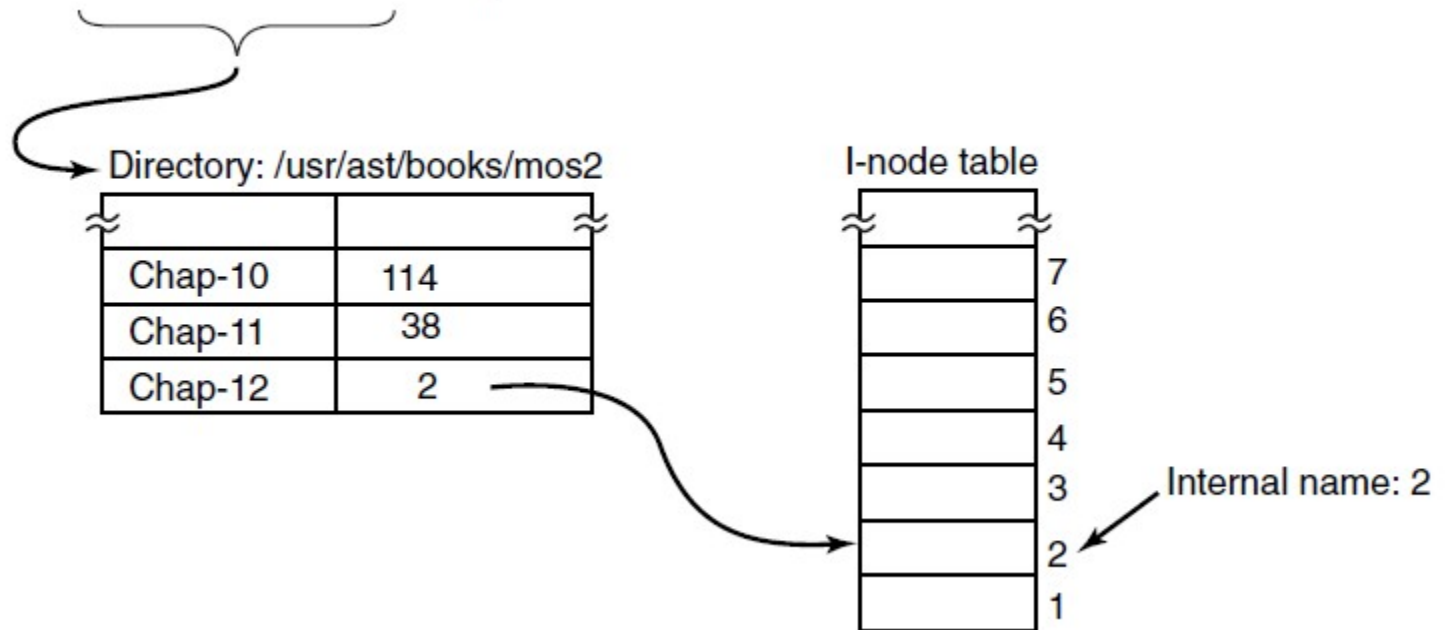 Directory: /usr/ast/books/mos2
Chap-10 114
Chap-11 38
Chap-12 2
I-node table
7
6
5
4
3
2
1
Internal name: 2